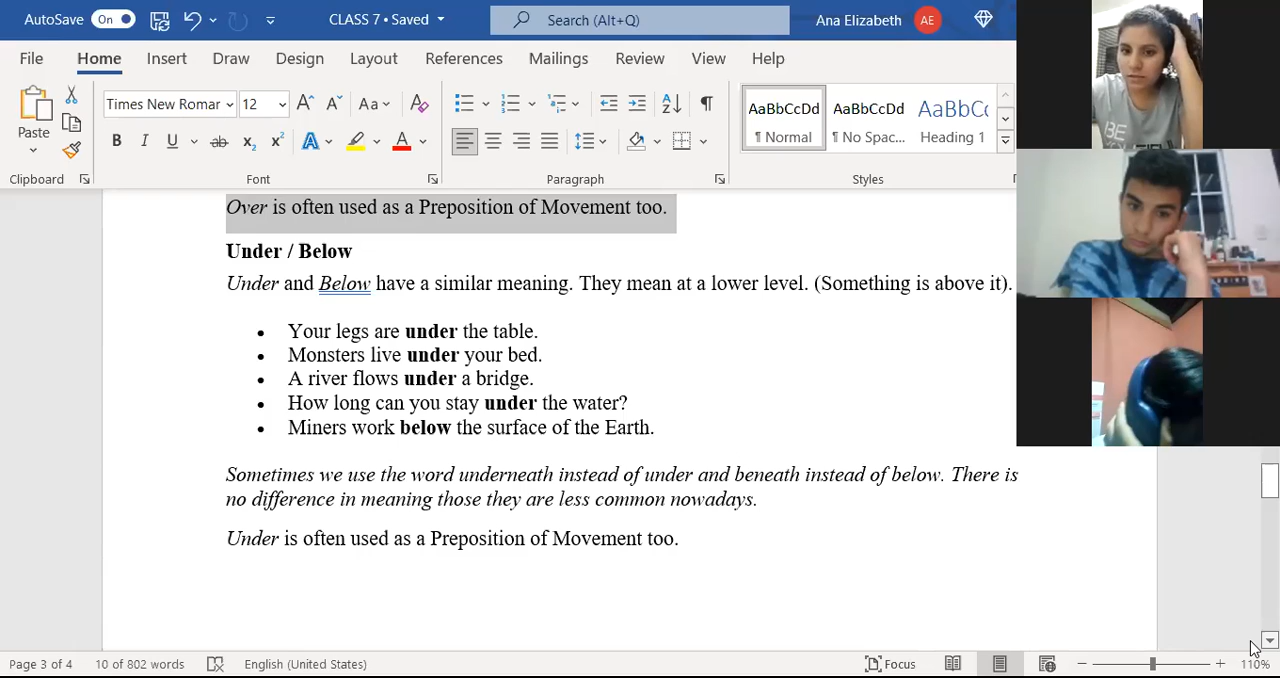 AutoSave On CLASS 7 • Saved Search (Alt+Q) Ana Elizabeth AE
File Home Insert Draw Design Layout References Mailings Review View Help
Times New Romar 12 Aa AaBbCcDd AaBbCcDd AaBbCc
Paste B I U ab x₂ x² A A ¶ Normal ¶ No Spac... Heading 1
Clipboard Font Paragraph Styles
Over is often used as a Preposition of Movement too.
Under / Below
Under and Below have a similar meaning. They mean at a lower level. (Something is above it).
• Your legs are under the table.
• Monsters live under your bed.
• A river flows under a bridge.
• How long can you stay under the water?
• Miners work below the surface of the Earth.
Sometimes we use the word underneath instead of under and beneath instead of below. There is
no difference in meaning those they are less common nowadays.
Under is often used as a Preposition of Movement too.
Page 3 of 4 10 of 802 words English (United States) Focus 110%